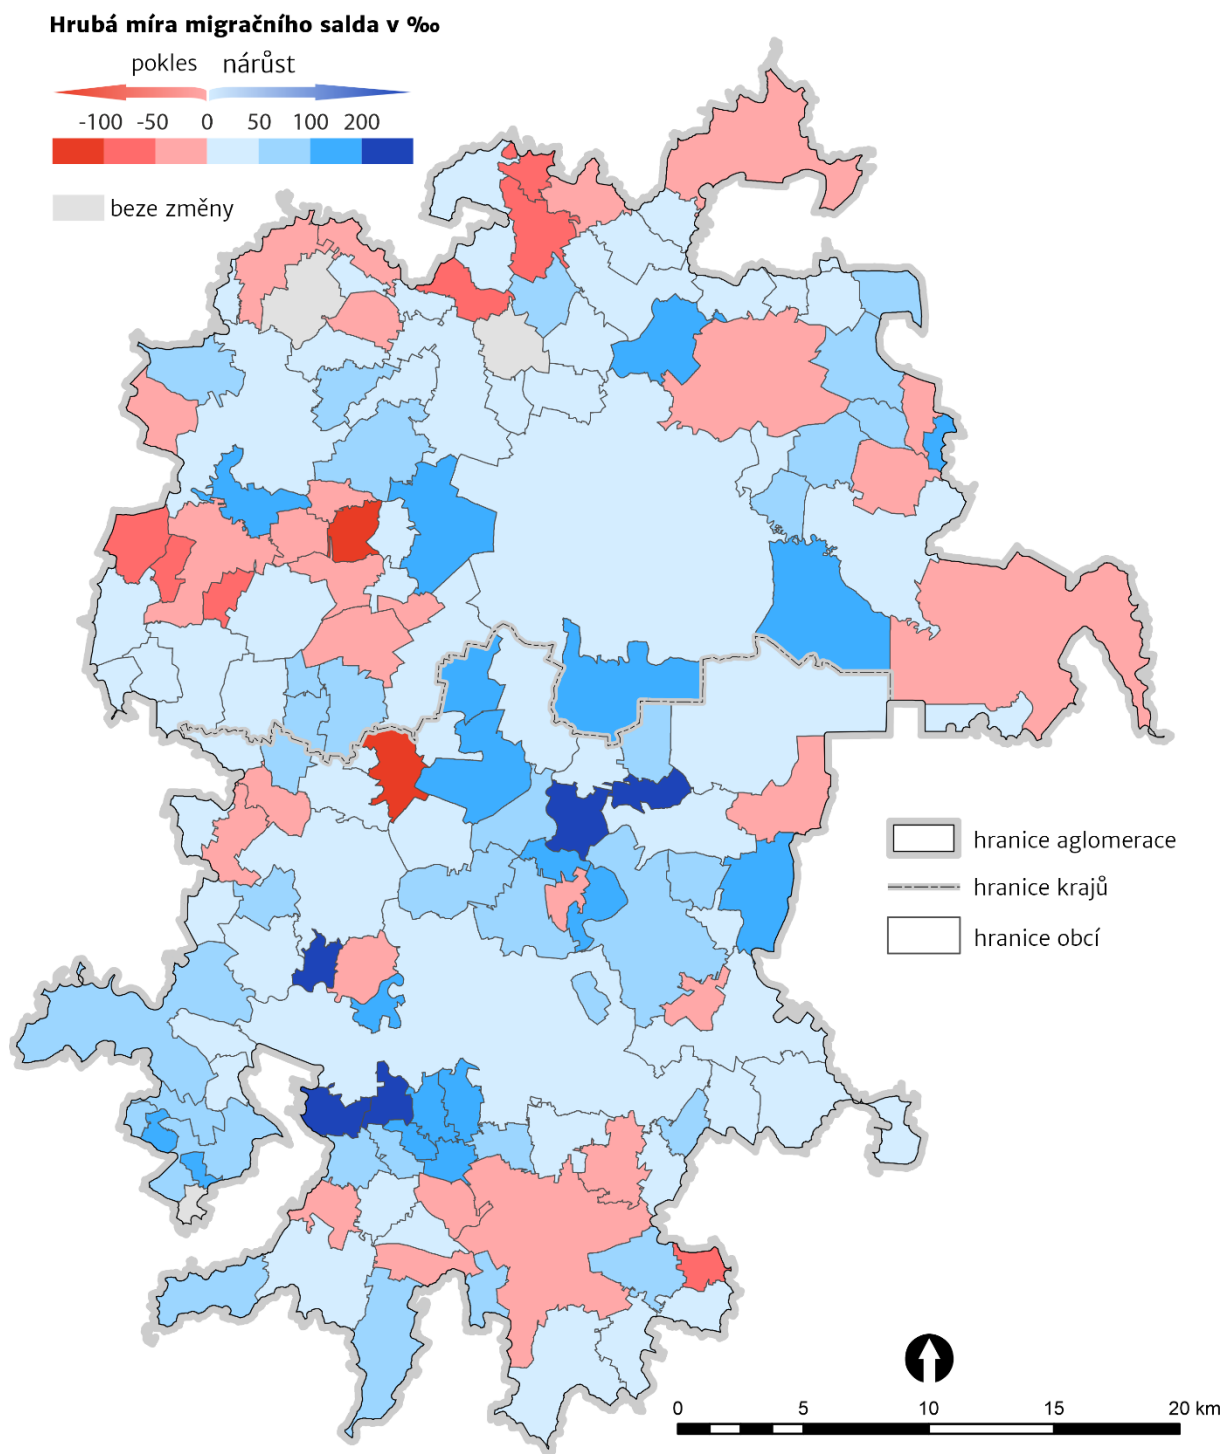 Hrubá míra migračního salda v ‰
pokles nárůst
-100 -50 0 50 100 200
beze změny
hranice aglomerace
hranice krajů
hranice obcí
0 5 10 15 20 km